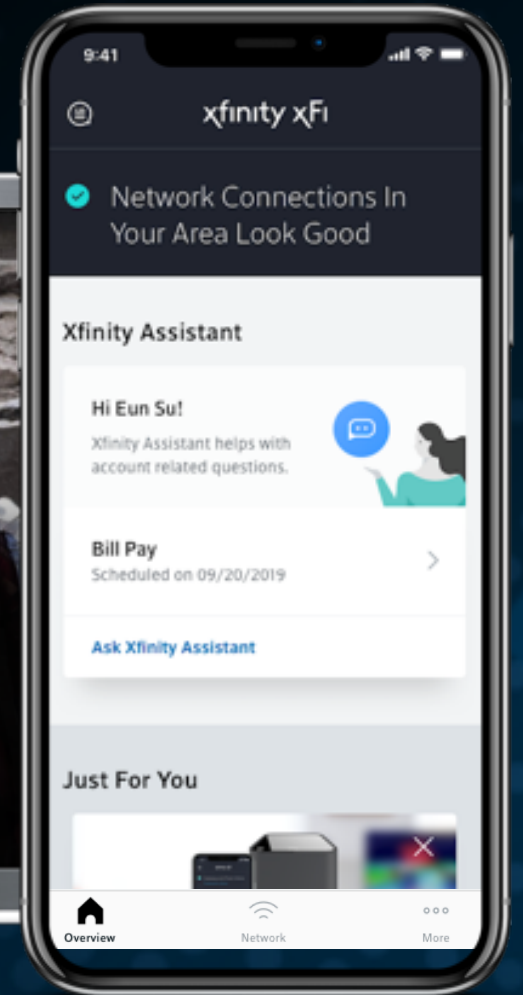 9:41
xfinity xFi
Network Connections In
Your Area Look Good
Xfinity Assistant
Hi Eun Su!
Xfinity Assistant helps with
account related questions.
Bill Pay
Scheduled on 09/20/2019
Ask Xfinity Assistant
Just For You
Overview
Network
More